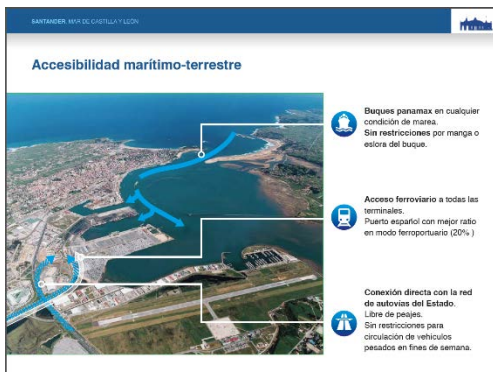 SANTANDER. MAR DE CASTILLA Y LEÓN
Accesibilidad marítimo-terrestre
Buques panamax en cualquier
condición de marea.
Sin restricciones por manga o
eslora del buque.
Acceso ferroviario a todas las
terminales.
Puerto español con mejor ratio
en modo ferroportuario (20% )
Conexión directa con la red
de autovías del Estado.
Libre de peajes.
Sin restricciones para
circulación de vehículos
pesados en fines de semana.